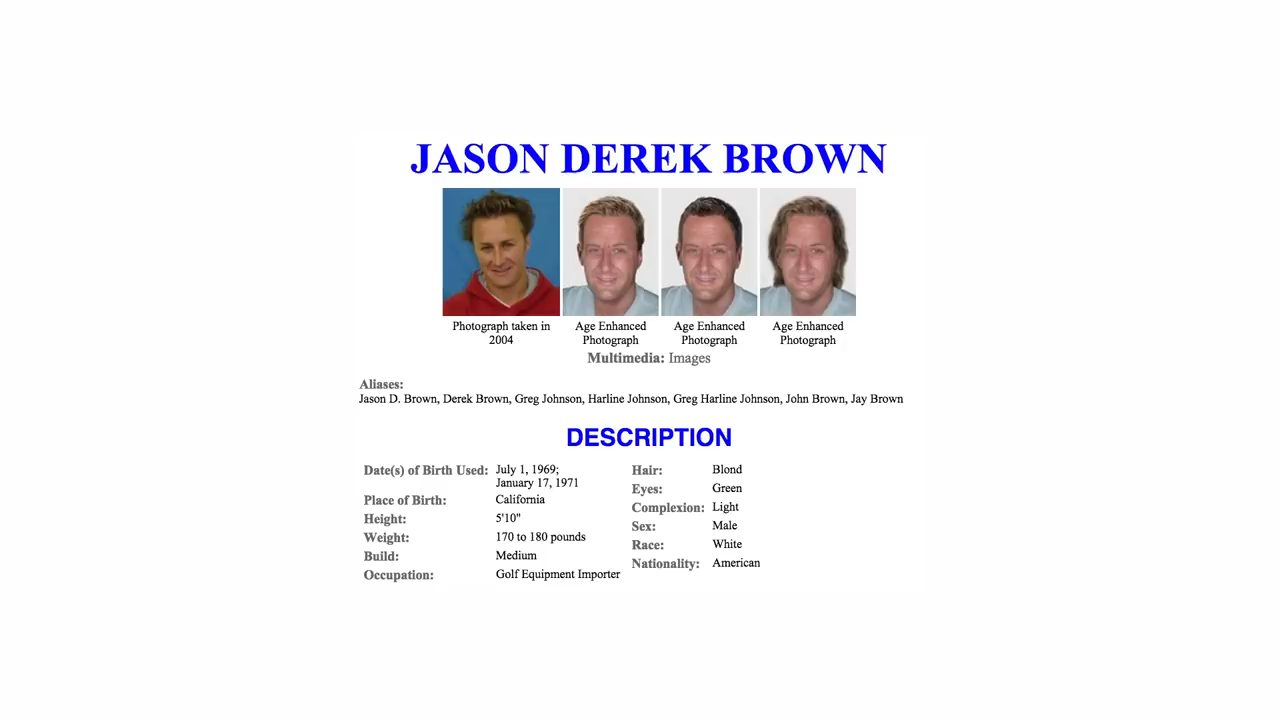 JASON DEREK BROWN
Photograph taken in 2004
Age Enhanced Photograph
Age Enhanced Photograph
Age Enhanced Photograph
Multimedia: Images
Aliases:
Jason D. Brown, Derek Brown, Greg Johnson, Harline Johnson, Greg Harline Johnson, John Brown, Jay Brown
DESCRIPTION
Date(s) of Birth Used: July 1, 1969;
January 17, 1971
Place of Birth: California
Height: 5'10"
Weight: 170 to 180 pounds
Build: Medium
Occupation: Golf Equipment Importer
Hair: Blond
Eyes: Green
Complexion: Light
Sex: Male
Race: White
Nationality: American